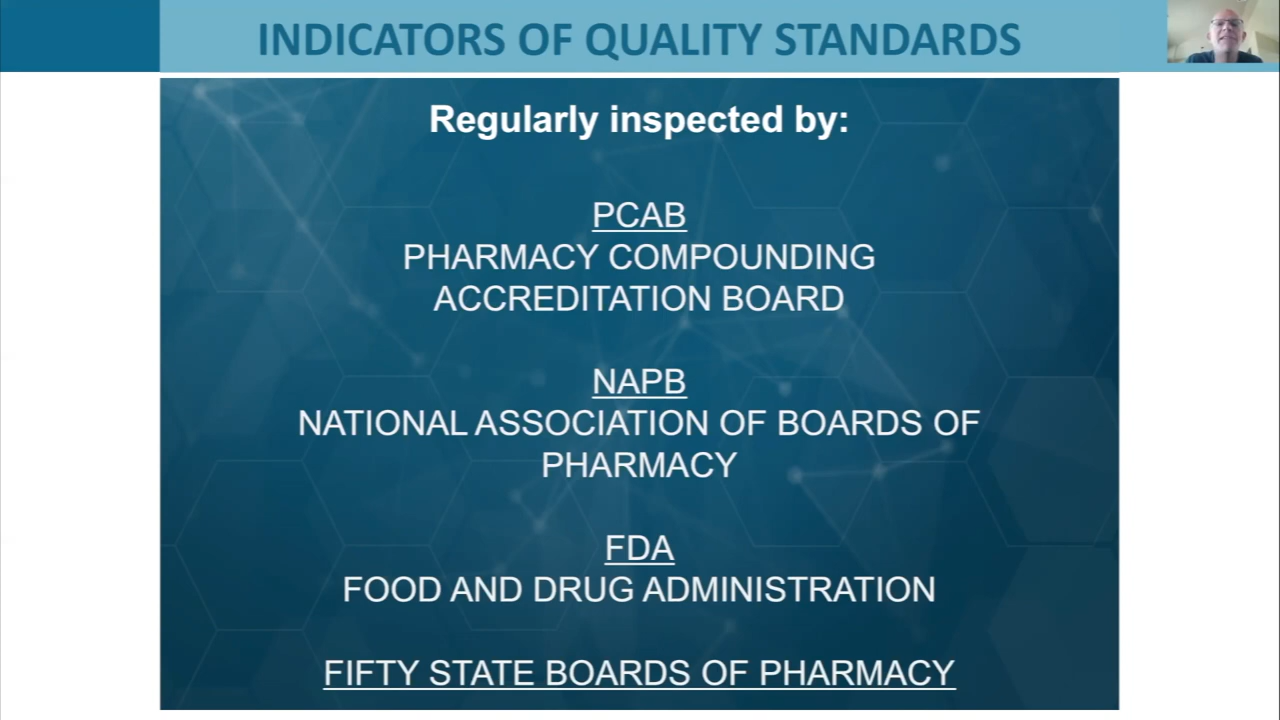 INDICATORS OF QUALITY STANDARDS
Regularly inspected by:
PCAB
PHARMACY COMPOUNDING
ACCREDITATION BOARD
NAPB
NATIONAL ASSOCIATION OF BOARDS OF
PHARMACY
FDA
FOOD AND DRUG ADMINISTRATION
FIFTY STATE BOARDS OF PHARMACY